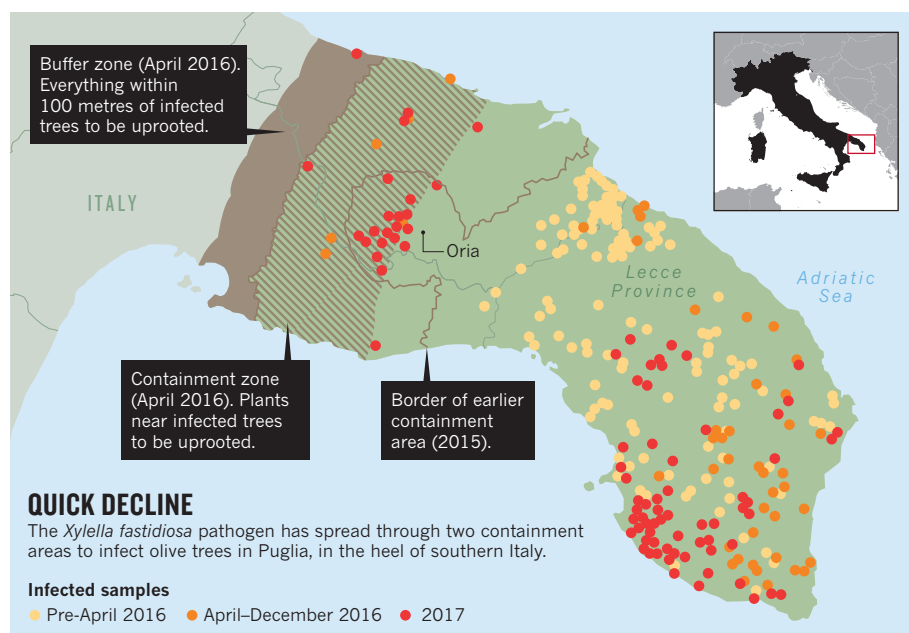 Buffer zone (April 2016).
Everything within
100 metres of infected
trees to be uprooted.
ITALY
Oria
Lecce
Province
Adriatic
Sea
Containment zone
(April 2016). Plants
near infected trees
to be uprooted.
Border of earlier
containment
area (2015).
QUICK DECLINE
The Xylella fastidiosa pathogen has spread through two containment
areas to infect olive trees in Puglia, in the heel of southern Italy.
Infected samples
Pre-April 2016 April–December 2016 2017